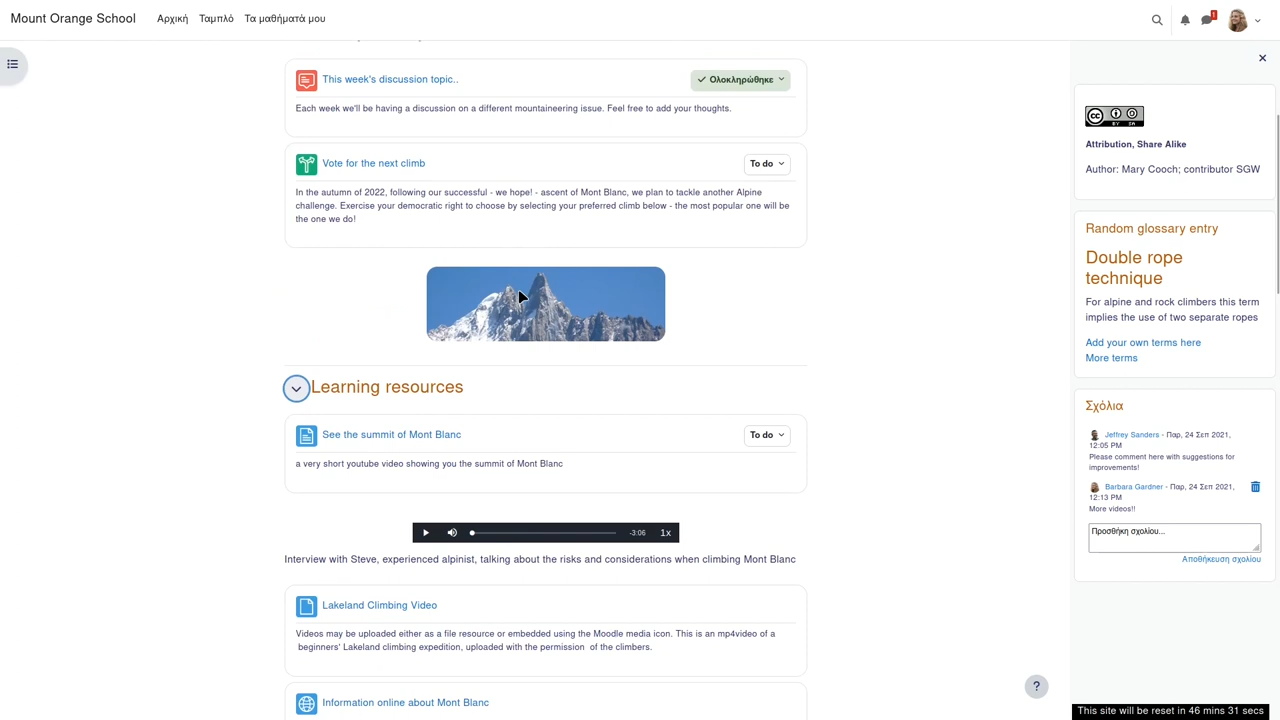 Mount Orange School
Αρχική
Ταμπλό
Τα μαθήματά μου
1
This week's discussion topic..
Ολοκληρώθηκε
Each week we'll be having a discussion on a different mountaineering issue. Feel free to add your thoughts.
Vote for the next climb
To do
In the autumn of 2022, following our successful - we hope! - ascent of Mont Blanc, we plan to tackle another Alpine
challenge. Exercise your democratic right to choose by selecting your preferred climb below - the most popular one will be
the one we do!
Learning resources
See the summit of Mont Blanc
To do
a very short youtube video showing you the summit of Mont Blanc
-3:06
1x
Interview with Steve, experienced alpinist, talking about the risks and considerations when climbing Mont Blanc
Lakeland Climbing Video
Videos may be uploaded either as a file resource or embedded using the Moodle media icon. This is an mp4video of a
beginners' Lakeland climbing expedition, uploaded with the permission of the climbers.
Information online about Mont Blanc
cc
BY SA
Attribution, Share Alike
Author: Mary Cooch; contributor SGW
Random glossary entry
Double rope
technique
For alpine and rock climbers this term
implies the use of two separate ropes
Add your own terms here
More terms
Σχόλια
Jeffrey Sanders - Παρ, 24 Σεπ 2021,
12:05 PM
Please comment here with suggestions for
improvements!
Barbara Gardner - Παρ, 24 Σεπ 2021,
12:13 PM
More videos!!
Προσθήκη σχολίου...
Αποθήκευση σχολίου
?
This site will be reset in 46 mins 31 secs